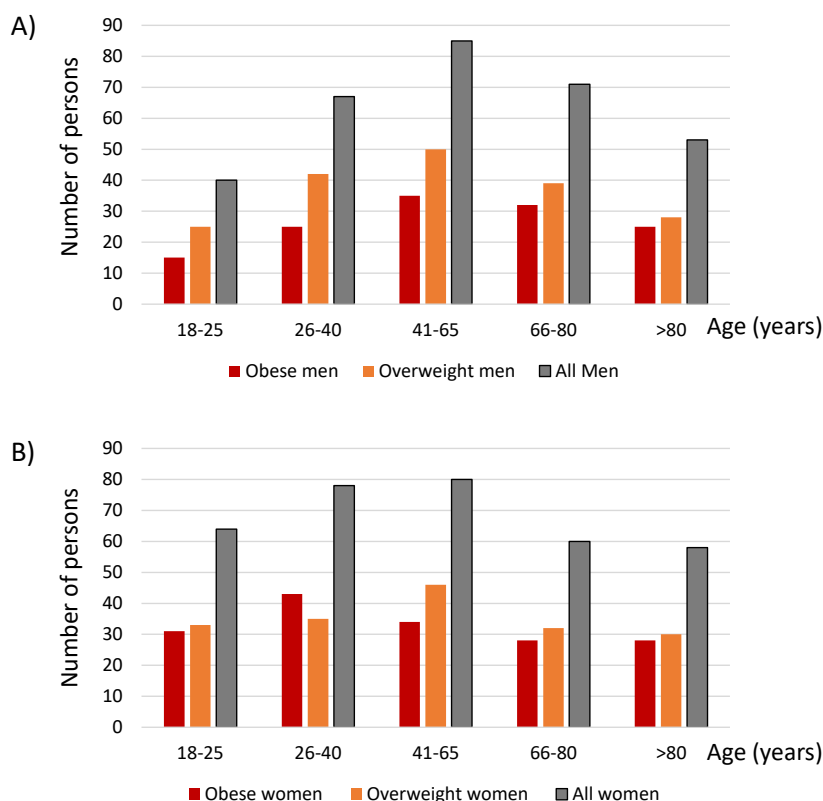 A)
Number of persons
90
80
70
60
50
40
30
20
10
0
18-25 26-40 41-65 66-80 >80 Age (years)
Obese men Overweight men All Men
B)
Number of persons
90
80
70
60
50
40
30
20
10
0
18-25 26-40 41-65 66-80 >80 Age (years)
Obese women Overweight women All women